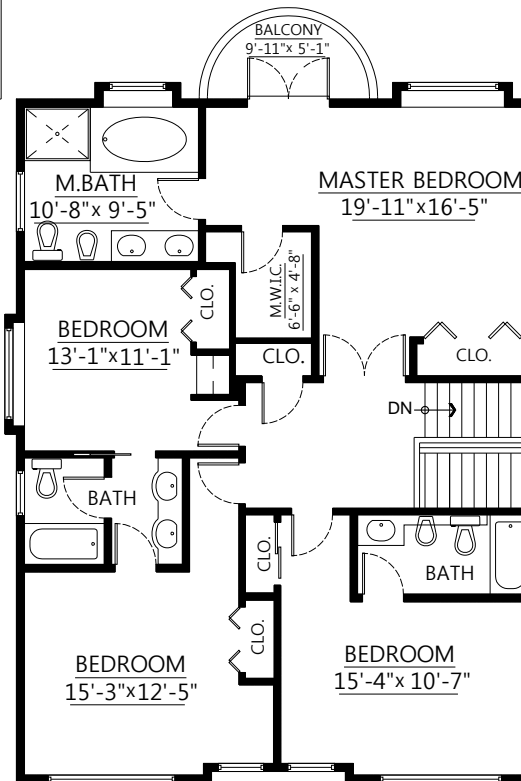 BALCONY
9'-11"x 5'-1"
M.BATH
10'-8"x 9'-5"
MASTER BEDROOM
19'-11"x16'-5"
M.W.I.C.
6'-6" x 4'-8"
CLO.
BEDROOM
13'-1"x11'-1"
CLO.
CLO.
DN
BATH
CLO.
BATH
CLO.
BEDROOM
15'-3"x12'-5"
BEDROOM
15'-4"x 10'-7"